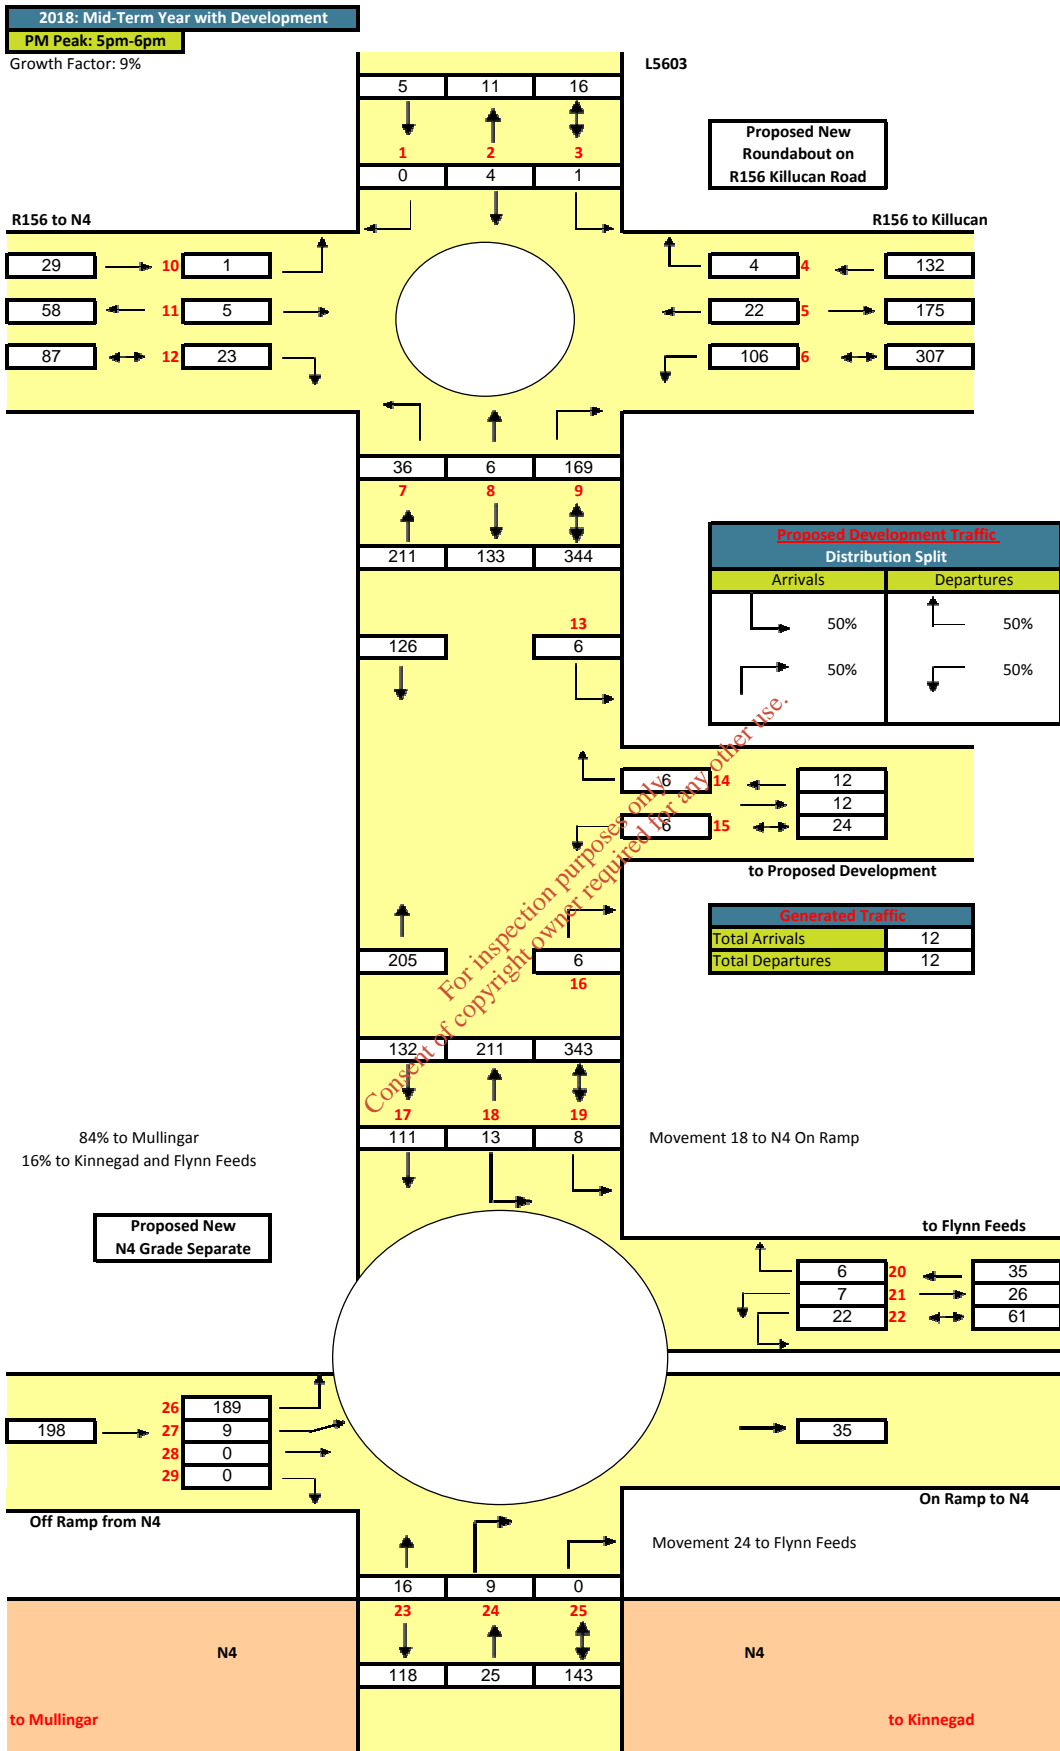 2018: Mid-Term Year with Development
PM Peak: 5pm-6pm
Growth Factor: 9%
L5603
5 11 16
1 2 3
0 4 1
Proposed New
Roundabout on
R156 Killucan Road
R156 to N4
R156 to Killucan
29 10 1
4 4 132
58 11 5
22 5 175
87 12 23
106 6 307
36 6 169
7 8 9
211 133 344
Proposed Development Traffic
Distribution Split
Arrivals Departures
50% 50%
50% 50%
13
126 6
6 14 12
12
6 15 24
to Proposed Development
Generated Traffic
Total Arrivals 12
Total Departures 12
205 6
16
For inspection purposes only.
Consent of copyright owner required for any other use.
132 211 343
17 18 19
111 13 8
84% to Mullingar
16% to Kinnegad and Flynn Feeds
Movement 18 to N4 On Ramp
Proposed New
N4 Grade Separate
to Flynn Feeds
6 20 35
7 21 26
22 22 61
26 189
198 27 9
28 0
29 0
35
Off Ramp from N4
On Ramp to N4
Movement 24 to Flynn Feeds
16 9 0
23 24 25
118 25 143
N4
N4
to Mullingar
to Kinnegad